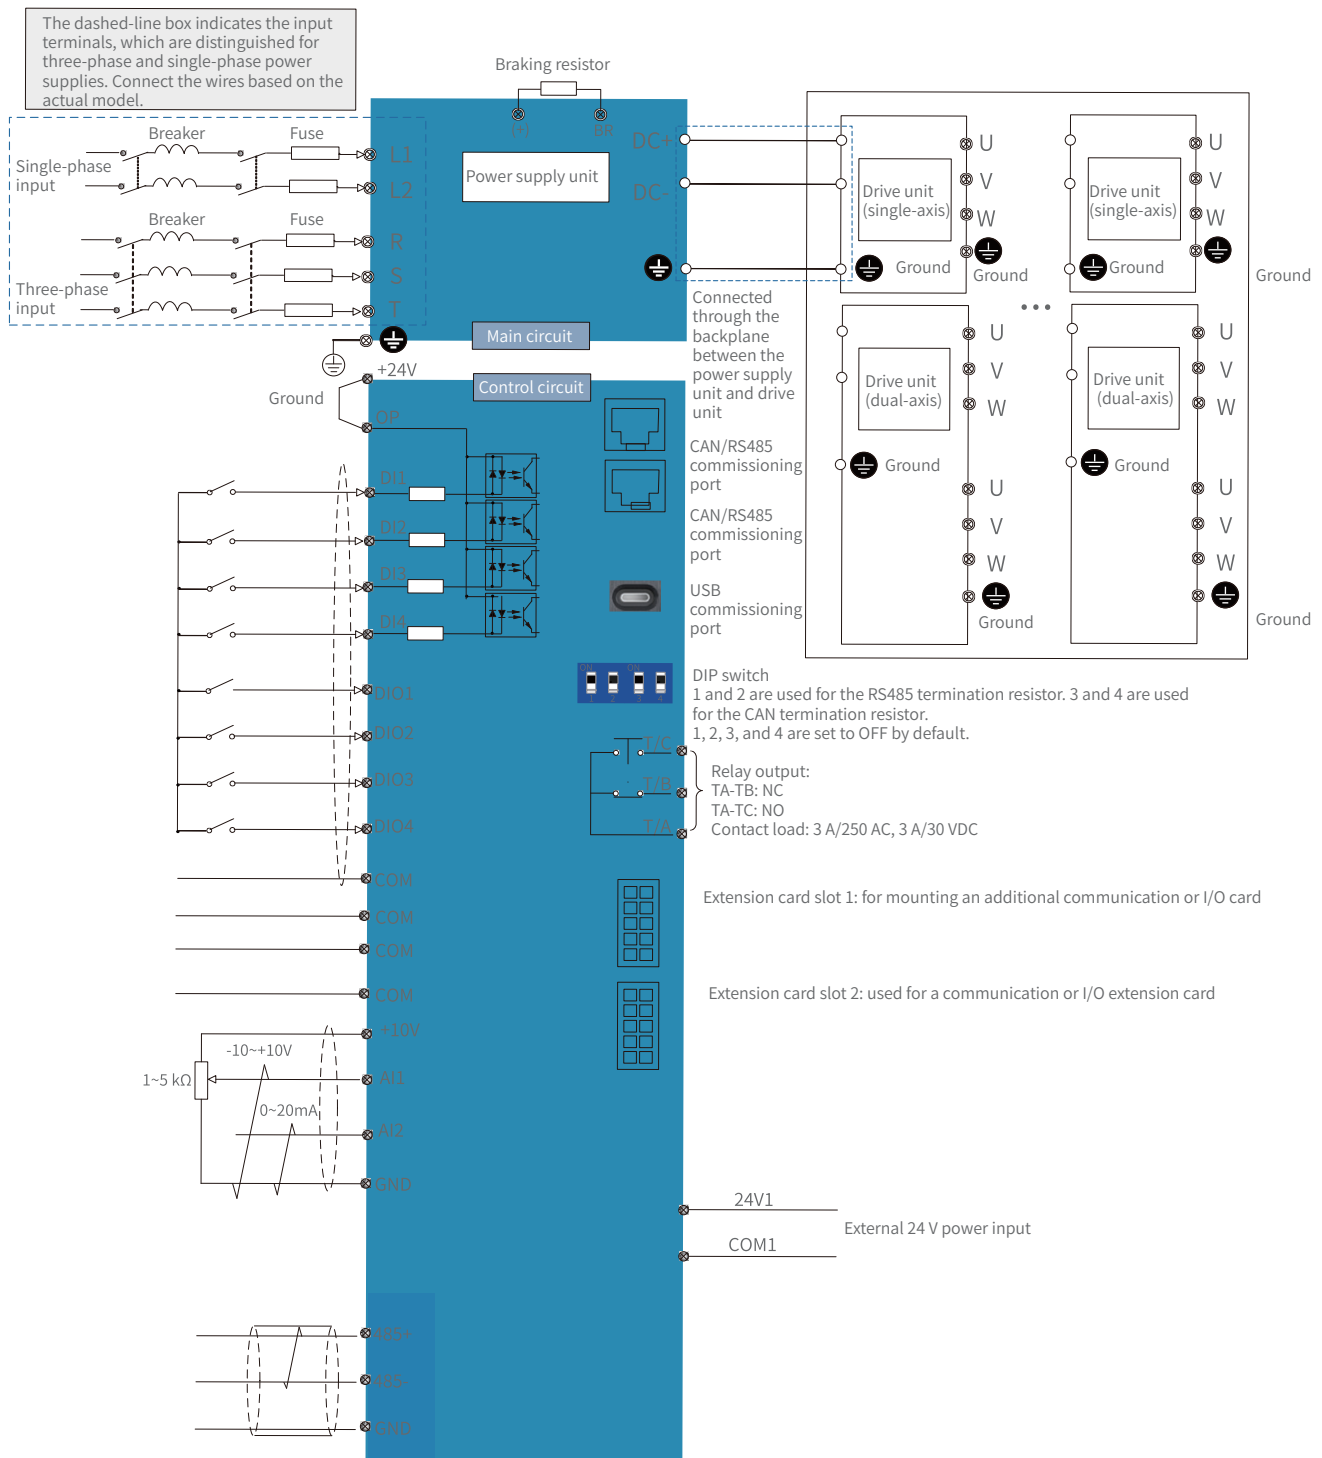 The dashed-line box indicates the input
terminals, which are distinguished for
three-phase and single-phase power
supplies. Connect the wires based on the
actual model.
Braking resistor
(+)
BR
Breaker
Fuse
Single-phase
input
L1
L2
Breaker
Fuse
R
S
Three-phase
input
T
Power supply unit
DC+
DC-
Main circuit
Connected
through the
backplane
between the
power supply
unit and drive
unit
Drive unit
(single-axis)
U
V
W
Ground
Ground
Drive unit
(single-axis)
U
V
W
Ground
Ground
...
Drive unit
(dual-axis)
U
V
W
Ground
U
V
W
Ground
Drive unit
(dual-axis)
U
V
W
Ground
U
V
W
Ground
+24V
Control circuit
Ground
OP
DI1
DI2
DI3
DI4
DIO1
DIO2
DIO3
DIO4
COM
COM
COM
COM
+10V
-10~+10V
1~5 kΩ
AI1
0~20mA
AI2
GND
485+
485-
GND
CAN/RS485
commissioning
port
CAN/RS485
commissioning
port
USB
commissioning
port
ON
ON
1
2
3
4
DIP switch
1 and 2 are used for the RS485 termination resistor. 3 and 4 are used
for the CAN termination resistor.
1, 2, 3, and 4 are set to OFF by default.
T/C
T/B
T/A
Relay output:
TA-TB: NC
TA-TC: NO
Contact load: 3 A/250 AC, 3 A/30 VDC
Extension card slot 1: for mounting an additional communication or I/O card
Extension card slot 2: used for a communication or I/O extension card
24V1
External 24 V power input
COM1